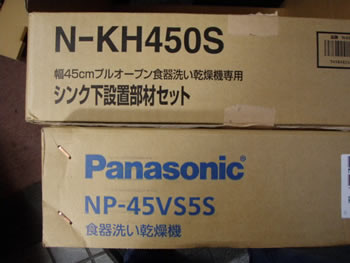 N-KH450S
幅45cmプルオープン食器洗い乾燥機専用
シンク下設置部材セット
Panasonic
NP-45VS5S
食器洗い乾燥機